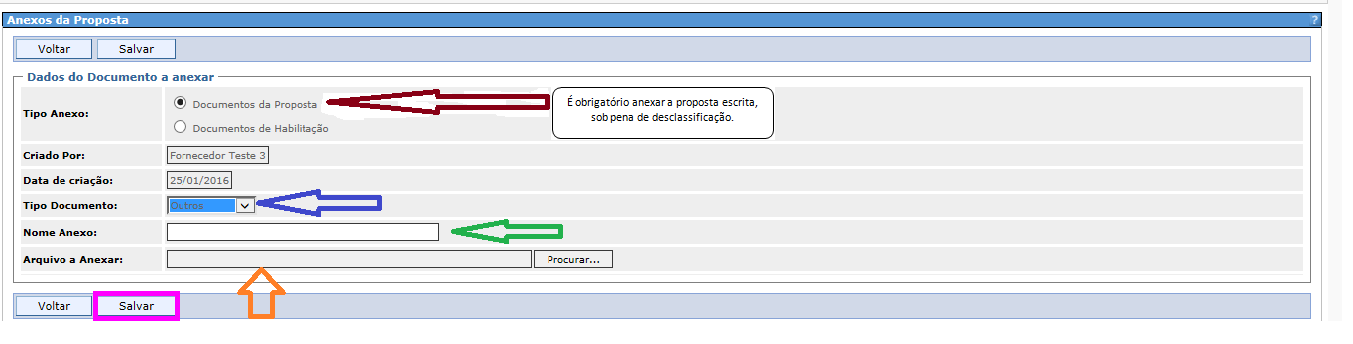 Anexos da Proposta ?
Voltar Salvar
Dados do Documento a anexar
Tipo Anexo:
Documentos da Proposta
Documentos de Habilitação
É obrigatório anexar a proposta escrita,
sob pena de desclassificação.
Criado Por: Fornecedor Teste 3
Data de criação: 25/01/2016
Tipo Documento: Outros
Nome Anexo:
Arquivo a Anexar: Procurar...
Voltar Salvar